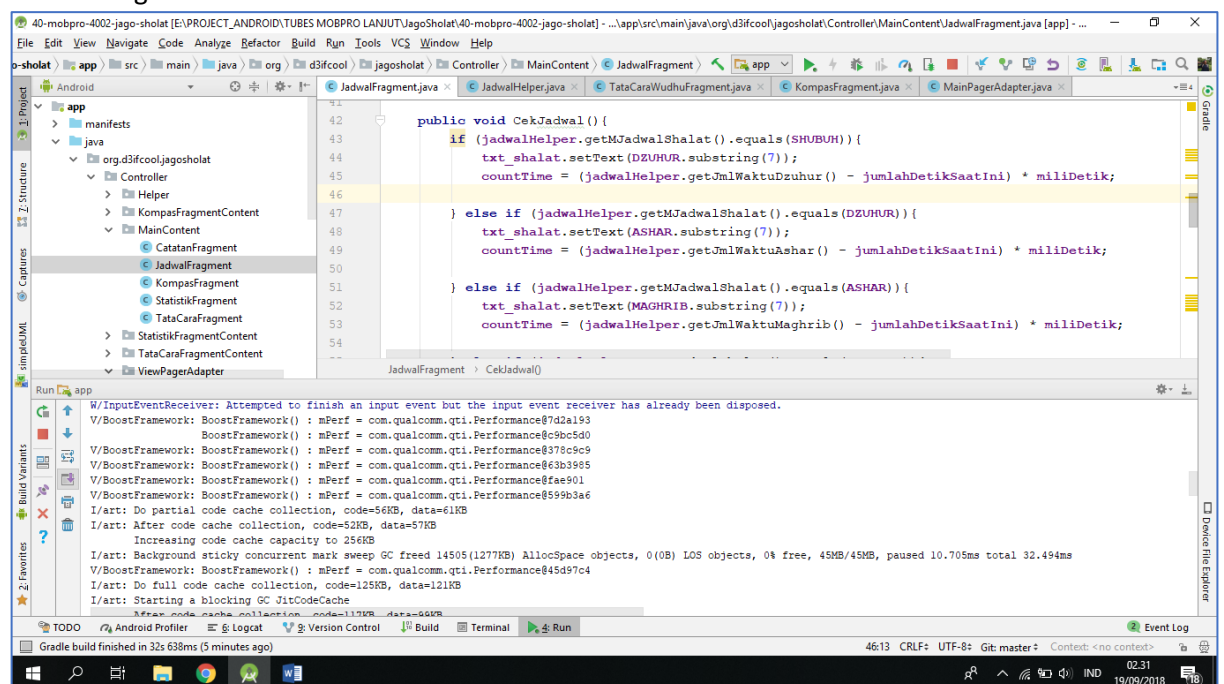 40-mobpro-4002-jago-sholat [E:\PROJECT_ANDROID\TUBES MOBPRO LANJUT\JagoSholat\40-mobpro-4002-jago-sholat] - ...\app\src\main\java\org\d3ifcool\jagosholat\Controller\MainContent\JadwalFragment.java [app] - ...
File Edit View Navigate Code Analyze Refactor Build Run Tools VCS Window Help
o-sholat app src main java org d3ifcool jagosholat Controller MainContent JadwalFragment app
Android
JadwalFragment.java JadwalHelper.java TataCaraWudhuFragment.java KompasFragment.java MainPagerAdapter.java
1: Project
7: Structure
Captures
simpleUML
Build Variants
2: Favorites
app
manifests
java
org.d3ifcool.jagosholat
Controller
Helper
KompasFragmentContent
MainContent
CatatanFragment
JadwalFragment
KompasFragment
StatistikFragment
TataCaraFragment
StatistikFragmentContent
TataCaraFragmentContent
ViewPagerAdapter
41
42 public void CekJadwal(){
43 if (jadwalHelper.getMJadwalShalat().equals(SHUBUH)){
44 txt_shalat.setText(DZUHUR.substring(7));
45 countTime = (jadwalHelper.getJmlWaktuDzuhur() - jumlahDetikSaatIni) * miliDetik;
46
47 } else if (jadwalHelper.getMJadwalShalat().equals(DZUHUR)){
48 txt_shalat.setText(ASHAR.substring(7));
49 countTime = (jadwalHelper.getJmlWaktuAshar() - jumlahDetikSaatIni) * miliDetik;
50
51 } else if (jadwalHelper.getMJadwalShalat().equals(ASHAR)){
52 txt_shalat.setText(MAGHRIB.substring(7));
53 countTime = (jadwalHelper.getJmlWaktuMaghrib() - jumlahDetikSaatIni) * miliDetik;
54
JadwalFragment CekJadwal()
Gradle
Device File Explorer
Run app
W/InputEventReceiver: Attempted to finish an input event but the input event receiver has already been disposed.
V/BoostFramework: BoostFramework() : mPerf = com.qualcomm.qti.Performance@7d2a193
BoostFramework() : mPerf = com.qualcomm.qti.Performance@c9bc5d0
V/BoostFramework: BoostFramework() : mPerf = com.qualcomm.qti.Performance@378c9c9
V/BoostFramework: BoostFramework() : mPerf = com.qualcomm.qti.Performance@63b3985
V/BoostFramework: BoostFramework() : mPerf = com.qualcomm.qti.Performance@fae901
V/BoostFramework: BoostFramework() : mPerf = com.qualcomm.qti.Performance@599b3a6
I/art: Do partial code cache collection, code=56KB, data=61KB
I/art: After code cache collection, code=52KB, data=57KB
Increasing code cache capacity to 256KB
I/art: Background sticky concurrent mark sweep GC freed 14505(1277KB) AllocSpace objects, 0(0B) LOS objects, 0% free, 45MB/45MB, paused 10.705ms total 32.494ms
V/BoostFramework: BoostFramework() : mPerf = com.qualcomm.qti.Performance@45d97c4
I/art: Do full code cache collection, code=125KB, data=121KB
I/art: Starting a blocking GC JitCodeCache
After code cache collection, code=117KB, data=99KB
TODO Android Profiler 6: Logcat 9: Version Control Build Terminal 4: Run 2 Event Log
Gradle build finished in 32s 638ms (5 minutes ago) 46:13 CRLF UTF-8 Git: master Context: <no context>
IND 02.31
19/09/2018 18